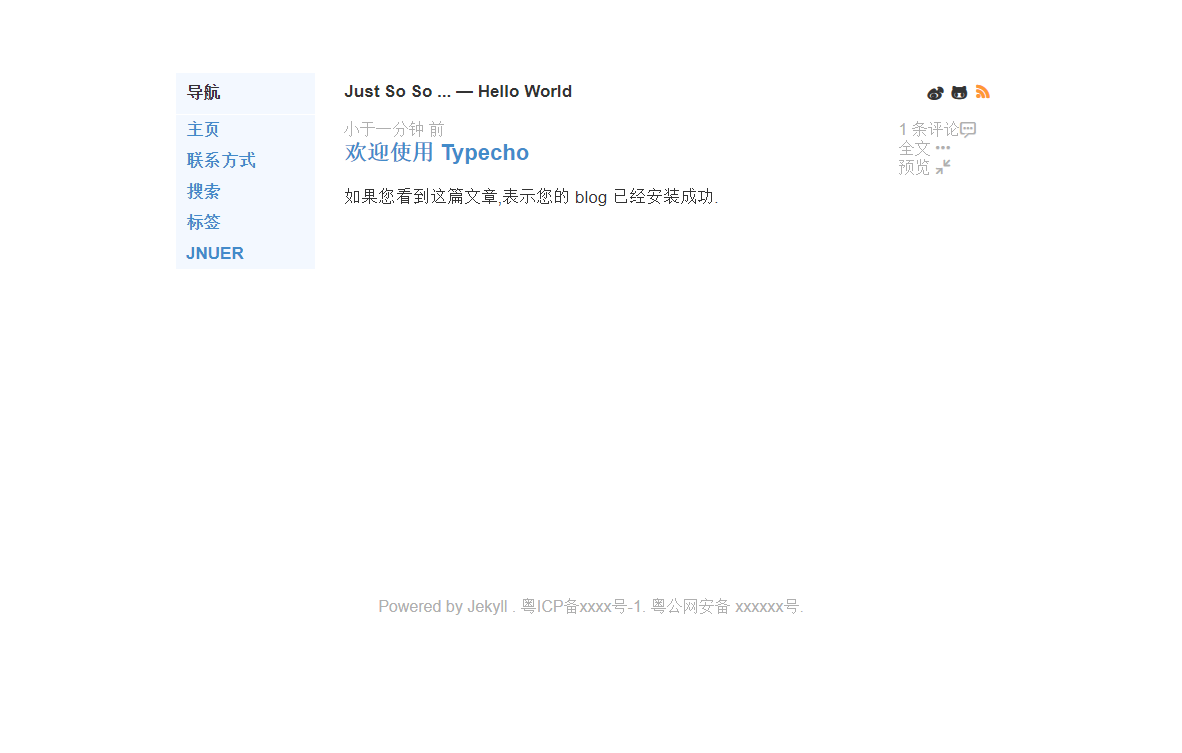 导航
主页
联系方式
搜索
标签
JNUER
Just So So ... — Hello World
小于一分钟 前
欢迎使用 Typecho
如果您看到这篇文章,表示您的 blog 已经安装成功.
1 条评论
全文
预览
Powered by Jekyll . 粤ICP备xxxx号-1. 粤公网安备 xxxxxx号.